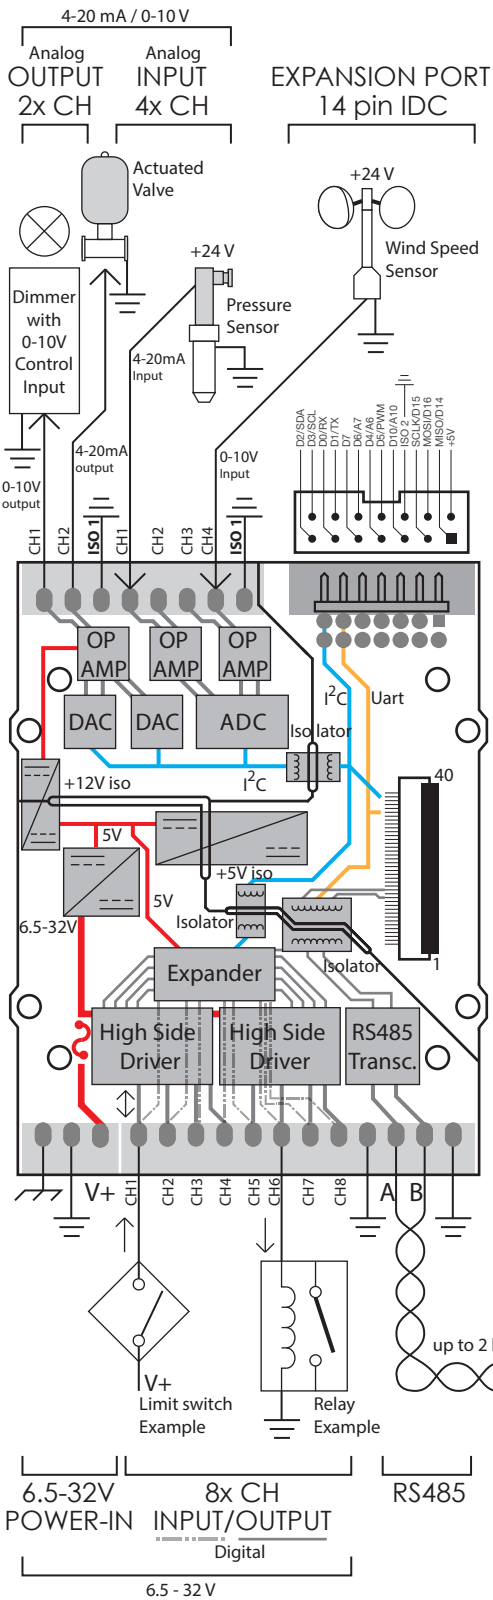 4-20 mA / 0-10 V
Analog
OUTPUT
2x CH
Analog
INPUT
4x CH
EXPANSION PORT
14 pin IDC
Actuated
Valve
+24 V
+24 V
Wind Speed
Sensor
Pressure
Sensor
Dimmer
with
0-10V
Control
Input
4-20mA
Input
4-20mA
output
0-10V
output
0-10V
Input
D2/SDA
D3/SCL
D0/RX
D1/TX
D7
D6/A7
D4/A6
D5/PWM
D10/A10
ISO 2
SCLK/D15
MOSI/D16
MISO/D14
+5V
CH1
CH2
ISO 1
CH1
CH2
CH3
CH4
ISO 1
OP
AMP
OP
AMP
OP
AMP
DAC
DAC
ADC
I2C
Uart
Isolator
I2C
+12V iso
40
5V
+5V iso
5V
6.5-32V
Isolator
Isolator
1
Expander
High Side
Driver
High Side
Driver
RS485
Transc.
V+
CH1
CH2
CH3
CH4
CH5
CH6
CH7
CH8
A
B
up to 2
V+
Limit switch
Example
Relay
Example
6.5-32V
POWER-IN
8x CH
INPUT/OUTPUT
Digital
RS485
6.5 - 32 V